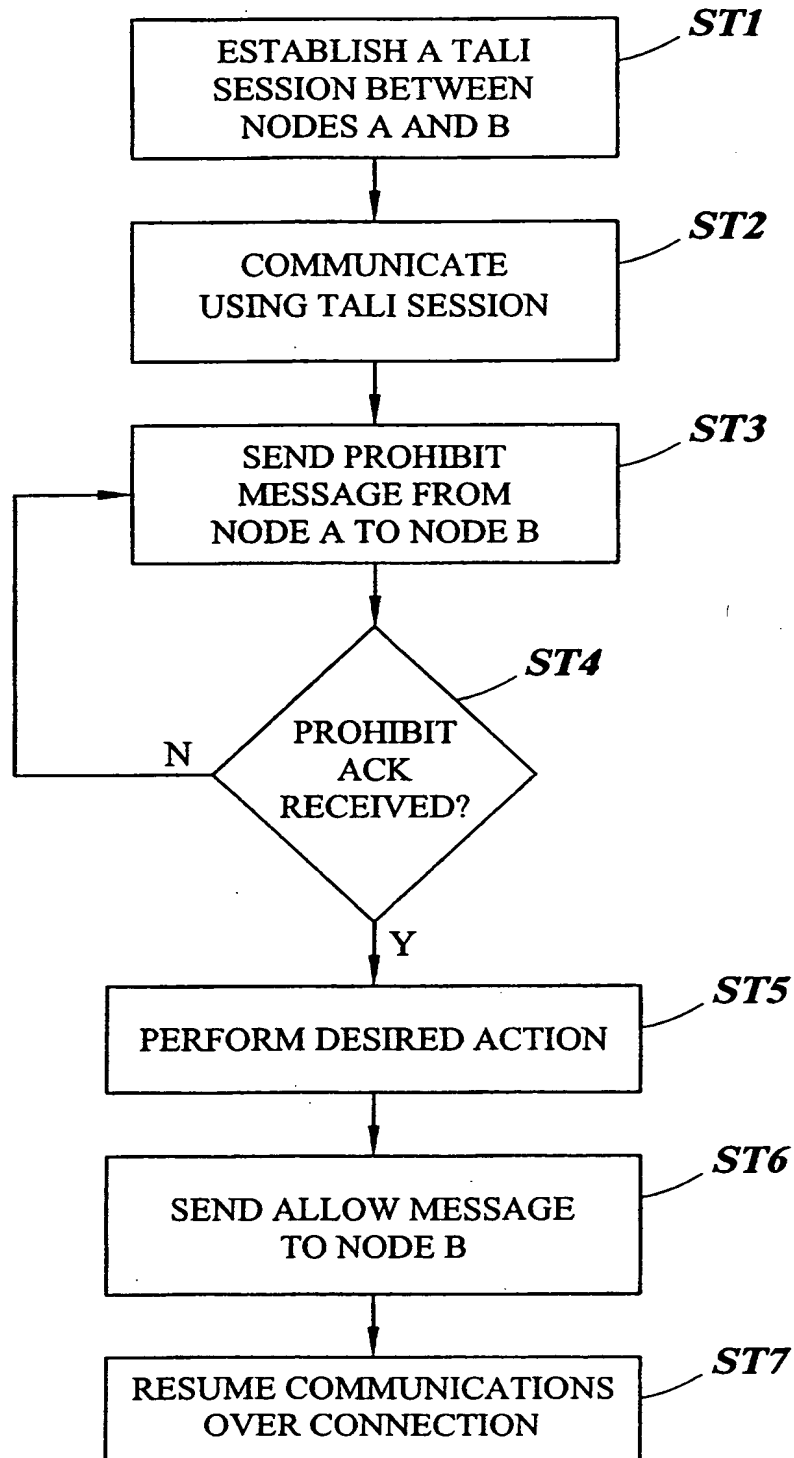 ST1
ESTABLISH A TALI
SESSION BETWEEN
NODES A AND B
ST2
COMMUNICATE
USING TALI SESSION
ST3
SEND PROHIBIT
MESSAGE FROM
NODE A TO NODE B
ST4
PROHIBIT
ACK
RECEIVED?
N
Y
ST5
PERFORM DESIRED ACTION
ST6
SEND ALLOW MESSAGE
TO NODE B
ST7
RESUME COMMUNICATIONS
OVER CONNECTION